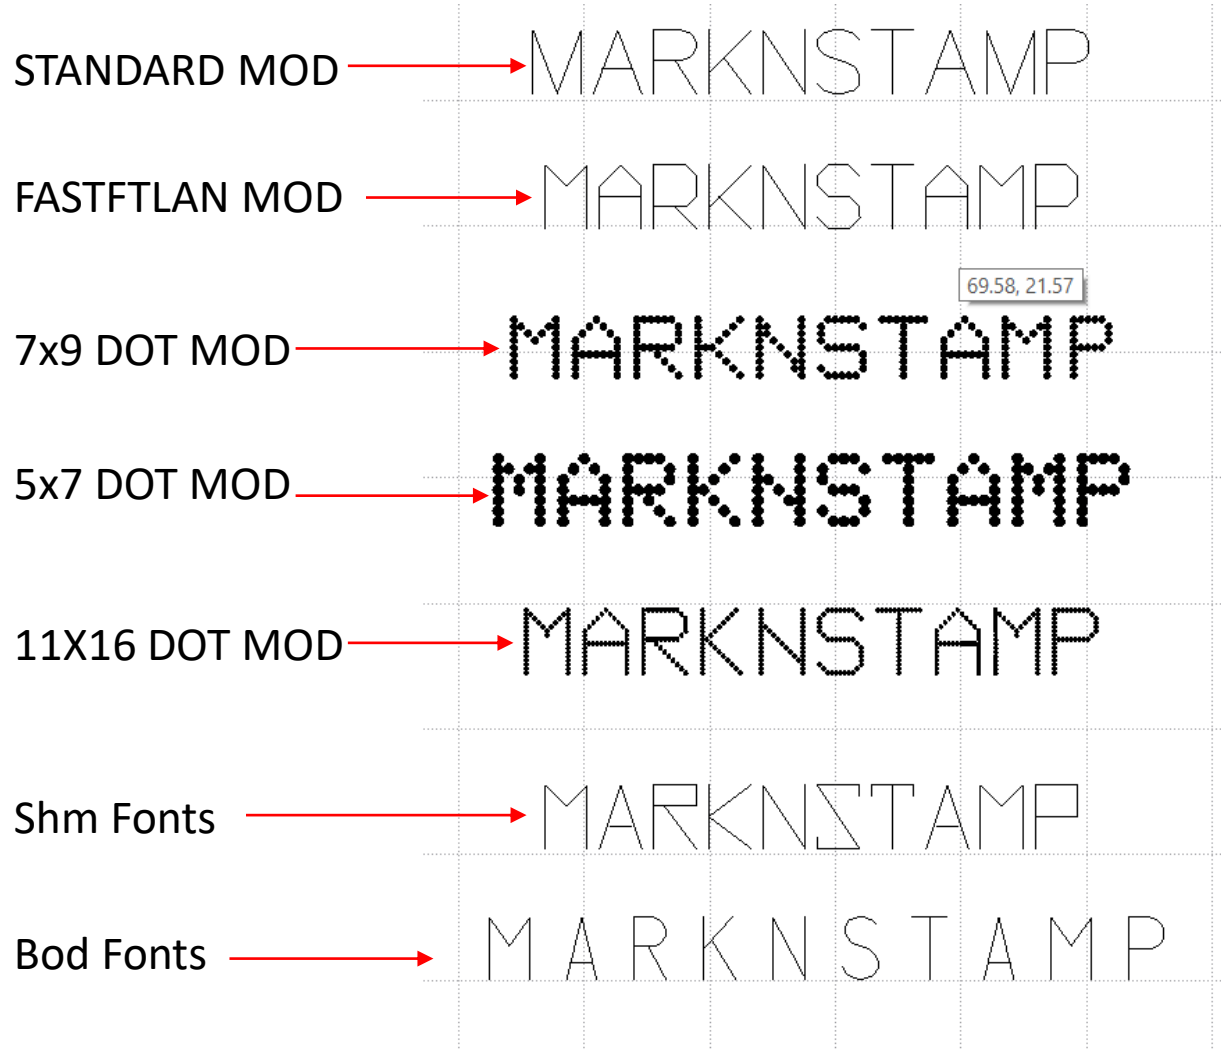 STANDARD MOD MARKNSTAMP
FASTFTLAN MOD MARKNSTAMP
69.58, 21.57
7x9 DOT MOD MARKNSTAMP
5x7 DOT MOD MARKNSTAMP
11X16 DOT MOD MARKNSTAMP
Shm Fonts MARKNSTAMP
Bod Fonts MARKNSTAMP